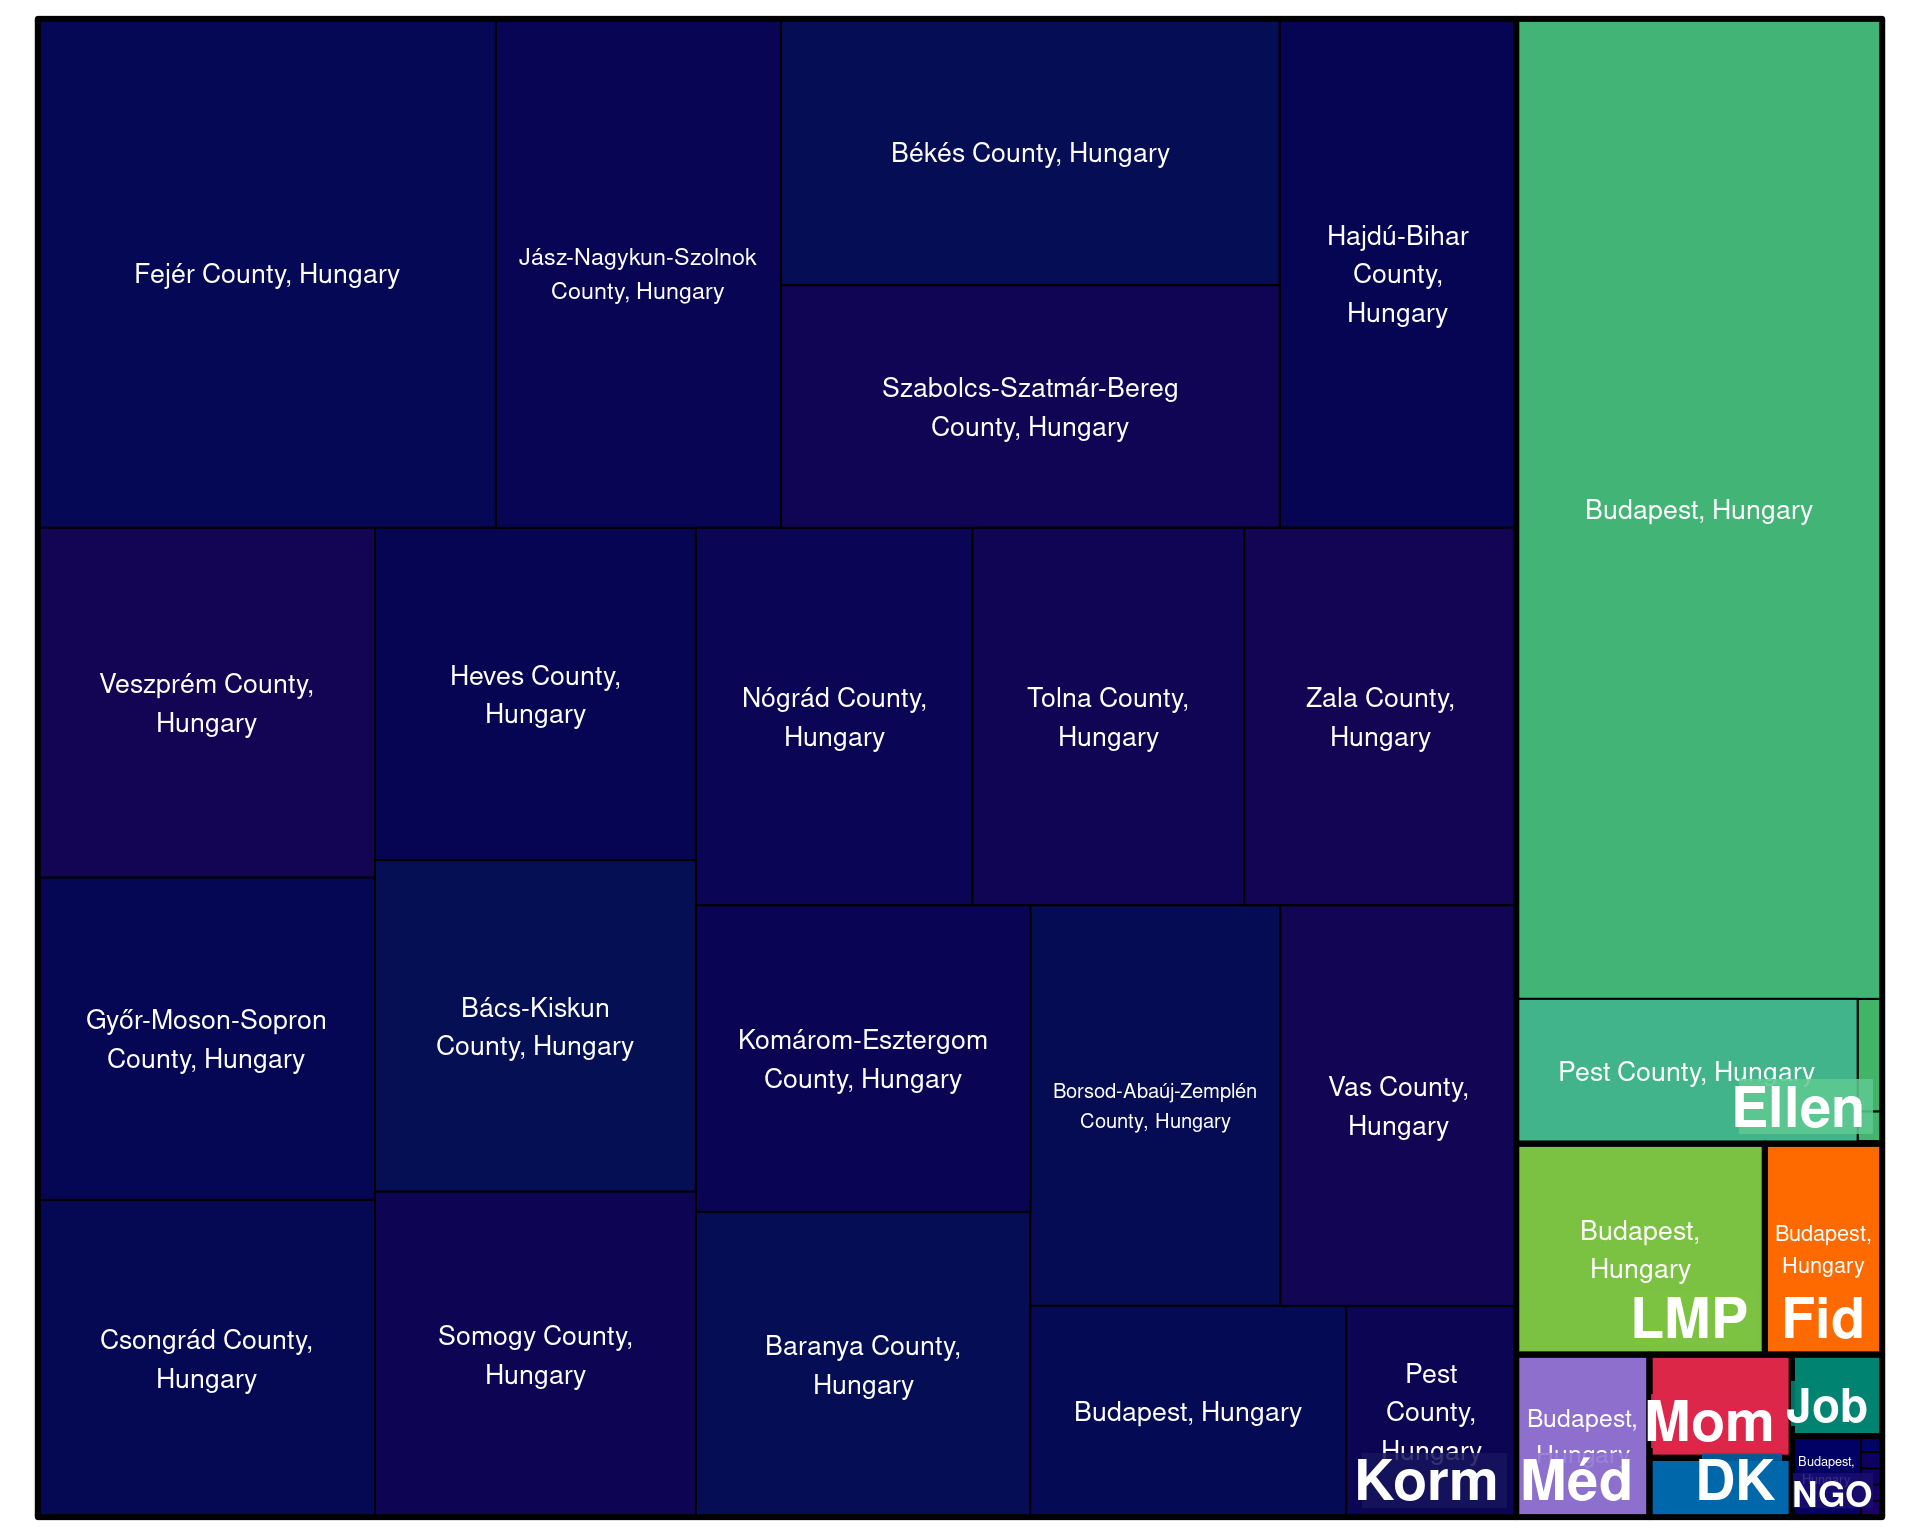 Fejér County, Hungary
Jász-Nagykun-Szolnok
County, Hungary
Békés County, Hungary
Szabolcs-Szatmár-Bereg
County, Hungary
Hajdú-Bihar
County,
Hungary
Veszprém County,
Hungary
Heves County,
Hungary
Nógrád County,
Hungary
Tolna County,
Hungary
Zala County,
Hungary
Győr-Moson-Sopron
County, Hungary
Bács-Kiskun
County, Hungary
Komárom-Esztergom
County, Hungary
Borsod-Abaúj-Zemplén
County, Hungary
Vas County,
Hungary
Csongrád County,
Hungary
Somogy County,
Hungary
Baranya County,
Hungary
Budapest, Hungary
Pest
County,
Hungary
Korm
Budapest, Hungary
Pest County, Hungary
Ellen
Budapest,
Hungary
LMP
Budapest,
Hungary
Fid
Budapest,
Hungary
Méd
Mom
DK
Job
Budapest,
Hungary
NGO